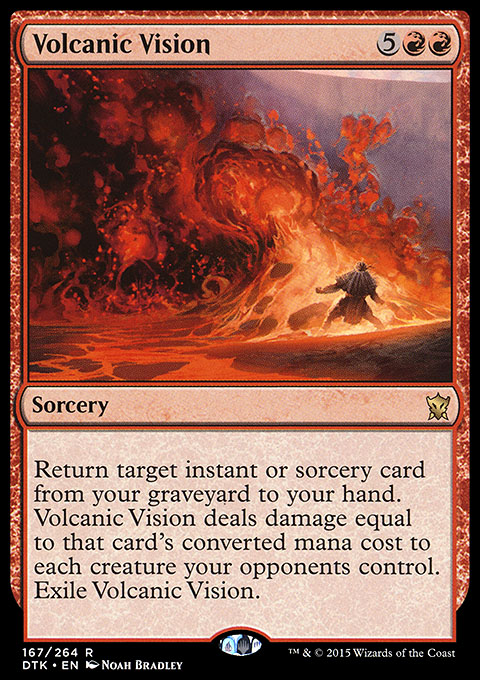 Volcanic Vision 5
Sorcery
Return target instant or sorcery card
from your graveyard to your hand.
Volcanic Vision deals damage equal
to that card's converted mana cost to
each creature your opponents control.
Exile Volcanic Vision.
167/264 R
DTK • EN Noah Bradley
™ & © 2015 Wizards of the Coast